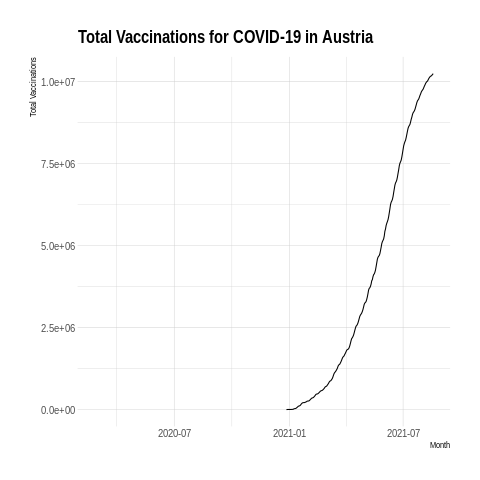 Total Vaccinations for COVID-19 in Austria
Total Vaccinations
1.0e+07
7.5e+06
5.0e+06
2.5e+06
0.0e+00
2020-07
2021-01
2021-07
Month